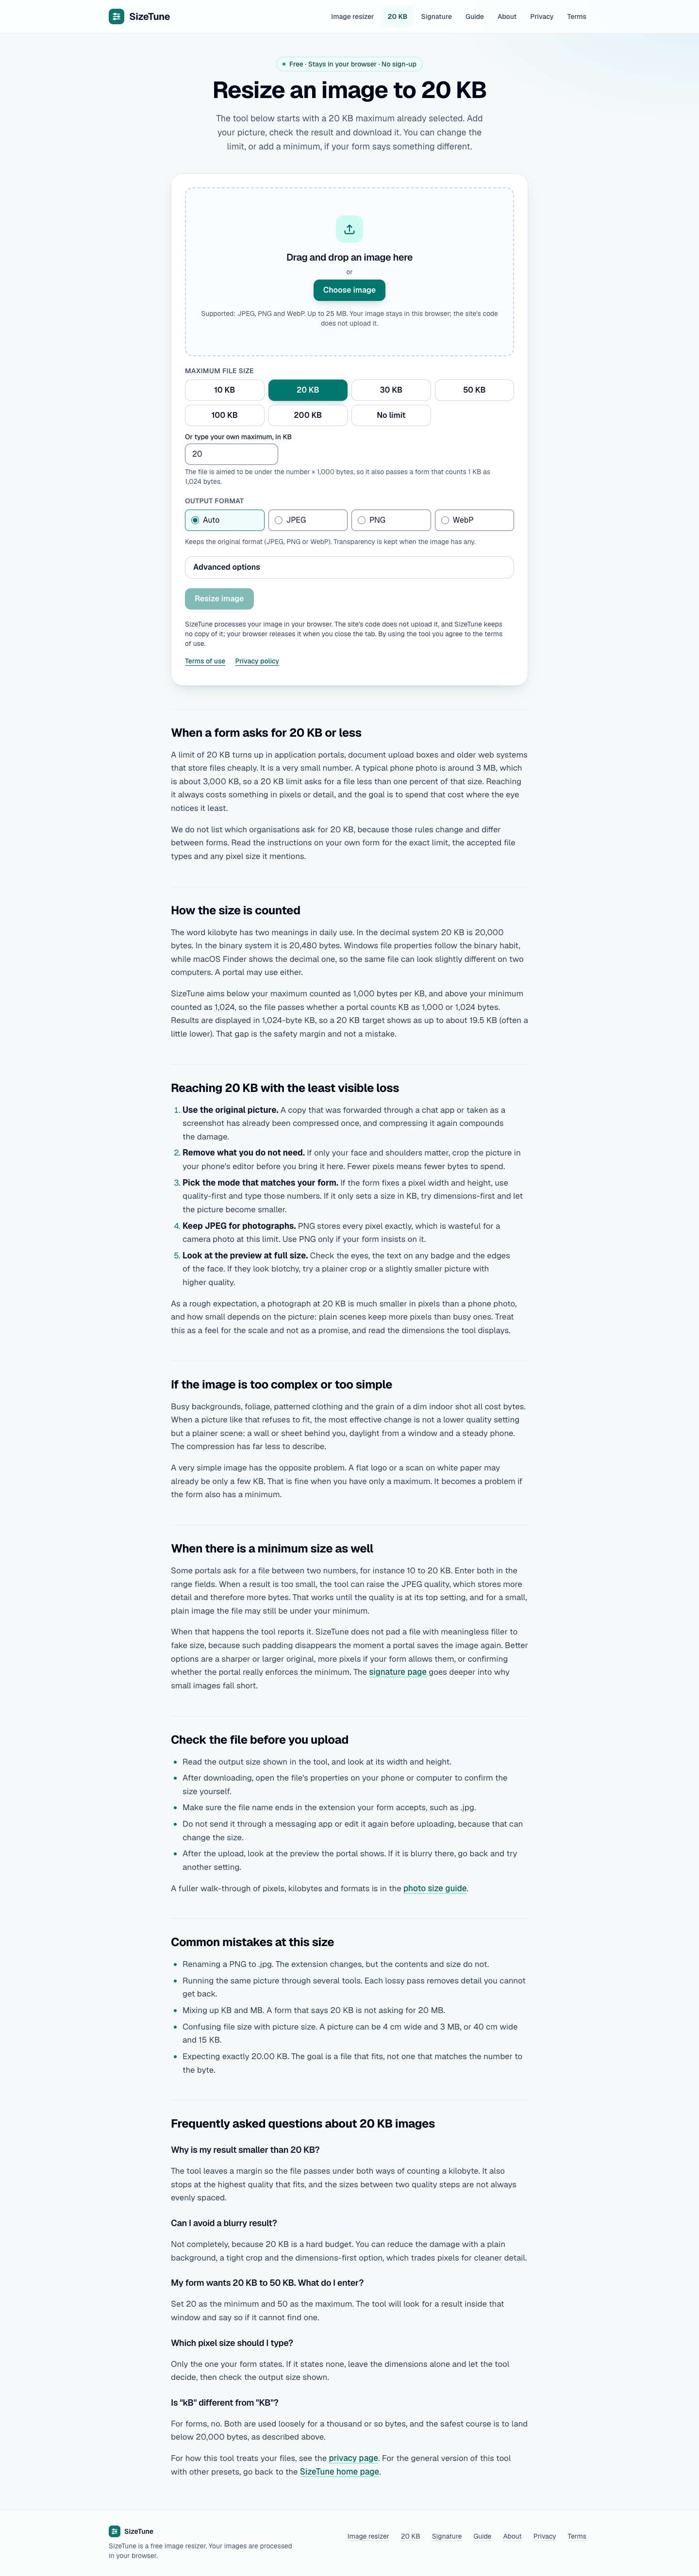 SizeTune
Image resizer 20 KB Signature Guide About Privacy Terms
Free · Stays in your browser · No sign-up
Resize an image to 20 KB
The tool below starts with a 20 KB maximum already selected. Add
your picture, check the result and download it. You can change the
limit, or add a minimum, if your form says something different.
Drag and drop an image here
or
Choose image
Supported: JPEG, PNG and WebP. Up to 25 MB. Your image stays in this browser; the site's code
does not upload it.
MAXIMUM FILE SIZE
10 KB 20 KB 30 KB 50 KB
100 KB 200 KB No limit
Or type your own maximum, in KB
20
The file is aimed to be under the number × 1,000 bytes, so it also passes a form that counts 1 KB as
1,024 bytes.
OUTPUT FORMAT
Auto JPEG PNG WebP
Keeps the original format (JPEG, PNG or WebP). Transparency is kept when the image has any.
Advanced options
Resize image
SizeTune processes your image in your browser. The site's code does not upload it, and SizeTune keeps
no copy of it; your browser releases it when you close the tab. By using the tool you agree to the terms
of use.
Terms of use Privacy policy
When a form asks for 20 KB or less
A limit of 20 KB turns up in application portals, document upload boxes and older web systems
that store files cheaply. It is a very small number. A typical phone photo is around 3 MB, which
is about 3,000 KB, so a 20 KB limit asks for a file less than one percent of that size. Reaching
it always costs something in pixels or detail, and the goal is to spend that cost where the eye
notices it least.
We do not list which organisations ask for 20 KB, because those rules change and differ
between forms. Read the instructions on your own form for the exact limit, the accepted file
types and any pixel size it mentions.
How the size is counted
The word kilobyte has two meanings in daily use. In the decimal system 20 KB is 20,000
bytes. In the binary system it is 20,480 bytes. Windows file properties follow the binary habit,
while macOS Finder shows the decimal one, so the same file can look slightly different on two
computers. A portal may use either.
SizeTune aims below your maximum counted as 1,000 bytes per KB, and above your minimum
counted as 1,024, so the file passes whether a portal counts KB as 1,000 or 1,024 bytes.
Results are displayed in 1,024-byte KB, so a 20 KB target shows as up to about 19.5 KB (often a
little lower). That gap is the safety margin and not a mistake.
Reaching 20 KB with the least visible loss
1. Use the original picture. A copy that was forwarded through a chat app or taken as a
screenshot has already been compressed once, and compressing it again compounds
the damage.
2. Remove what you do not need. If only your face and shoulders matter, crop the picture in
your phone's editor before you bring it here. Fewer pixels means fewer bytes to spend.
3. Pick the mode that matches your form. If the form fixes a pixel width and height, use
quality-first and type those numbers. If it only sets a size in KB, try dimensions-first and let
the picture become smaller.
4. Keep JPEG for photographs. PNG stores every pixel exactly, which is wasteful for a
camera photo at this limit. Use PNG only if your form insists on it.
5. Look at the preview at full size. Check the eyes, the text on any badge and the edges
of the face. If they look blotchy, try a plainer crop or a slightly smaller picture with
higher quality.
As a rough expectation, a photograph at 20 KB is much smaller in pixels than a phone photo,
and how small depends on the picture: plain scenes keep more pixels than busy ones. Treat
this as a feel for the scale and not as a promise, and read the dimensions the tool displays.
If the image is too complex or too simple
Busy backgrounds, foliage, patterned clothing and the grain of a dim indoor shot all cost bytes.
When a picture like that refuses to fit, the most effective change is not a lower quality setting
but a plainer scene: a wall or sheet behind you, daylight from a window and a steady phone.
The compression has far less to describe.
A very simple image has the opposite problem. A flat logo or a scan on white paper may
already be only a few KB. That is fine when you have only a maximum. It becomes a problem if
the form also has a minimum.
When there is a minimum size as well
Some portals ask for a file between two numbers, for instance 10 to 20 KB. Enter both in the
range fields. When a result is too small, the tool can raise the JPEG quality, which stores more
detail and therefore more bytes. That works until the quality is at its top setting, and for a small,
plain image the file may still be under your minimum.
When that happens the tool reports it. SizeTune does not pad a file with meaningless filler to
fake size, because such padding disappears the moment a portal saves the image again. Better
options are a sharper or larger original, more pixels if your form allows them, or confirming
whether the portal really enforces the minimum. The signature page goes deeper into why
small images fall short.
Check the file before you upload
Read the output size shown in the tool, and look at its width and height.
After downloading, open the file's properties on your phone or computer to confirm the
size yourself.
Make sure the file name ends in the extension your form accepts, such as .jpg.
Do not send it through a messaging app or edit it again before uploading, because that can
change the size.
After the upload, look at the preview the portal shows. If it is blurry there, go back and try
another setting.
A fuller walk-through of pixels, kilobytes and formats is in the photo size guide.
Common mistakes at this size
Renaming a PNG to .jpg. The extension changes, but the contents and size do not.
Running the same picture through several tools. Each lossy pass removes detail you cannot
get back.
Mixing up KB and MB. A form that says 20 KB is not asking for 20 MB.
Confusing file size with picture size. A picture can be 4 cm wide and 3 MB, or 40 cm wide
and 15 KB.
Expecting exactly 20.00 KB. The goal is a file that fits, not one that matches the number to
the byte.
Frequently asked questions about 20 KB images
Why is my result smaller than 20 KB?
The tool leaves a margin so the file passes under both ways of counting a kilobyte. It also
stops at the highest quality that fits, and the sizes between two quality steps are not always
evenly spaced.
Can I avoid a blurry result?
Not completely, because 20 KB is a hard budget. You can reduce the damage with a plain
background, a tight crop and the dimensions-first option, which trades pixels for cleaner detail.
My form wants 20 KB to 50 KB. What do I enter?
Set 20 as the minimum and 50 as the maximum. The tool will look for a result inside that
window and say so if it cannot find one.
Which pixel size should I type?
Only the one your form states. If it states none, leave the dimensions alone and let the tool
decide, then check the output size shown.
Is "kB" different from "KB"?
For forms, no. Both are used loosely for a thousand or so bytes, and the safest course is to land
below 20,000 bytes, as described above.
For how this tool treats your files, see the privacy page. For the general version of this tool
with other presets, go back to the SizeTune home page.
SizeTune
SizeTune is a free image resizer. Your images are processed
in your browser.
Image resizer 20 KB Signature Guide About Privacy Terms